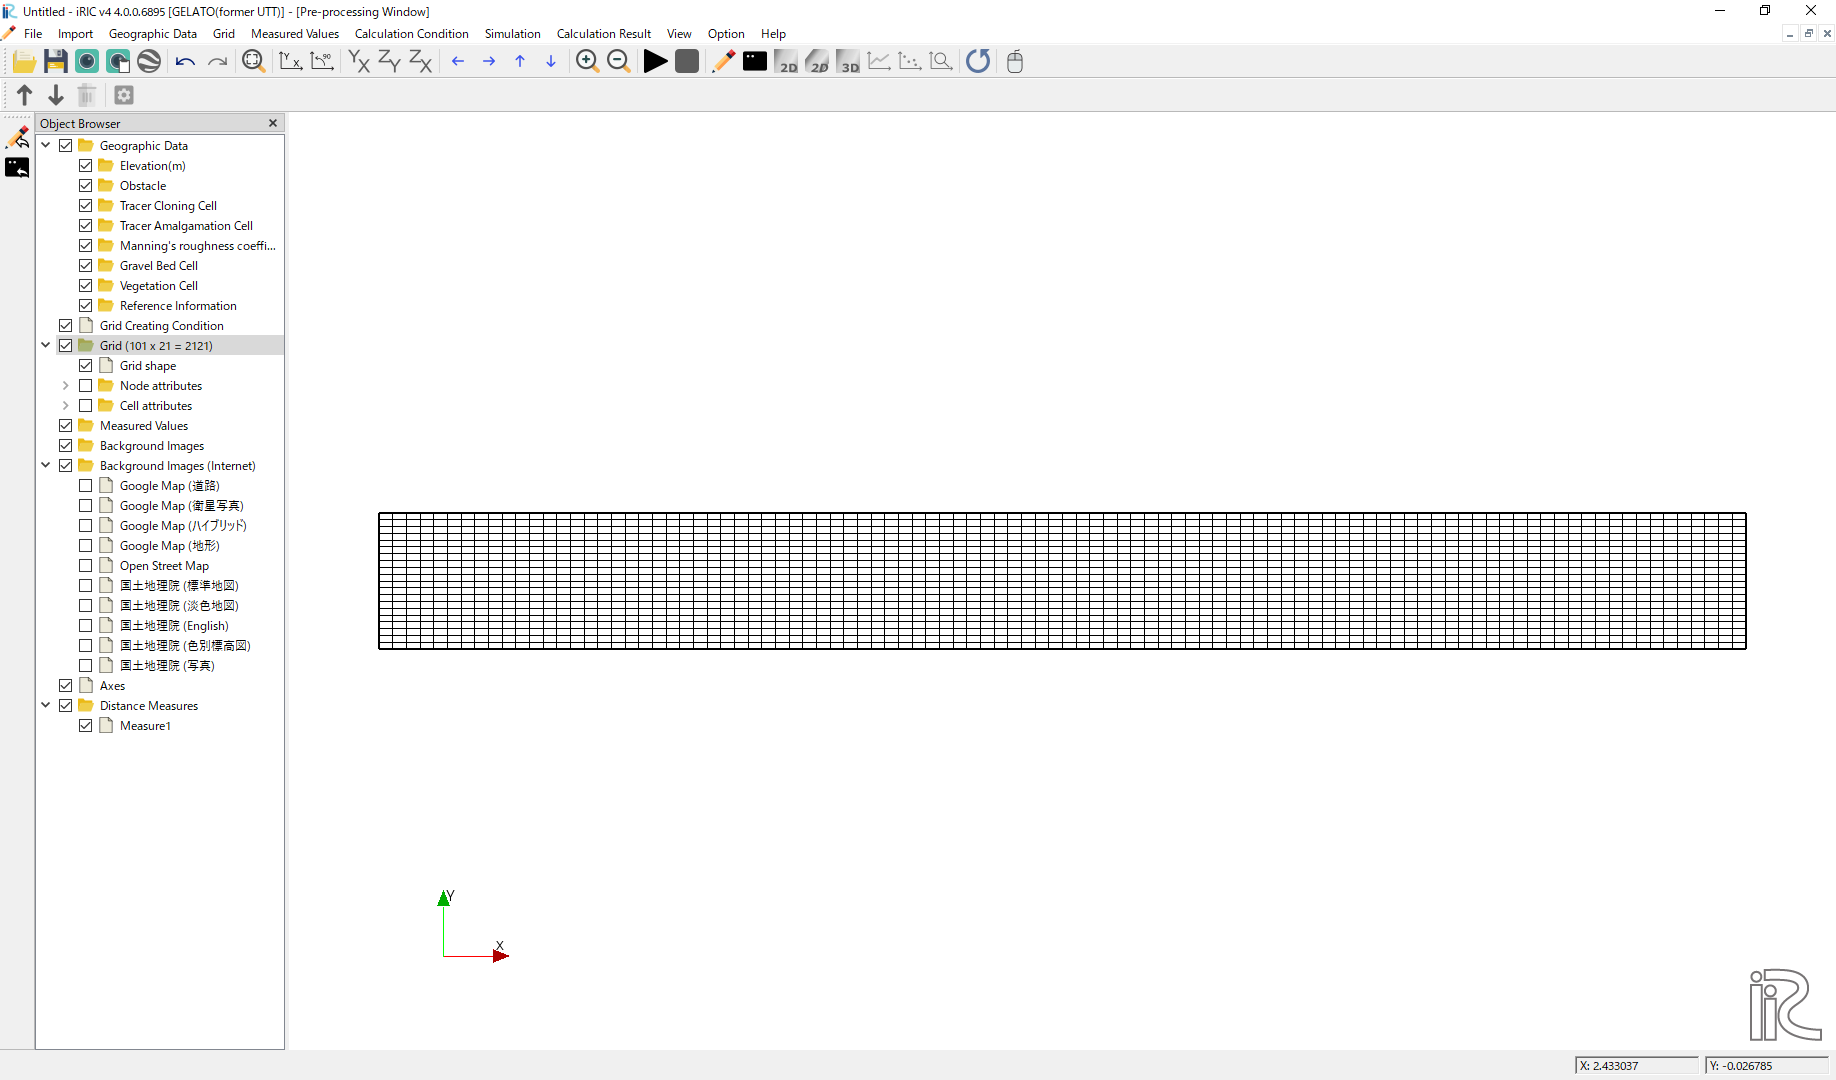 Untitled - iRIC v4 4.0.0.6895 [GELATO(former UTT)] - [Pre-processing Window]
File Import Geographic Data Grid Measured Values Calculation Condition Simulation Calculation Result View Option Help
Y X 90 YX ZY ZX 2D 2D 3D
Object Browser
Geographic Data
Elevation(m)
Obstacle
Tracer Cloning Cell
Tracer Amalgamation Cell
Manning's roughness coeffi...
Gravel Bed Cell
Vegetation Cell
Reference Information
Grid Creating Condition
Grid (101 x 21 = 2121)
Grid shape
Node attributes
Cell attributes
Measured Values
Background Images
Background Images (Internet)
Google Map (道路)
Google Map (衛星写真)
Google Map (ハイブリッド)
Google Map (地形)
Open Street Map
国土地理院 (標準地図)
国土地理院 (淡色地図)
国土地理院 (English)
国土地理院 (色別標高図)
国土地理院 (写真)
Axes
Distance Measures
Measure1
Y
X
iRIC
X: 2.433037
Y: -0.026785